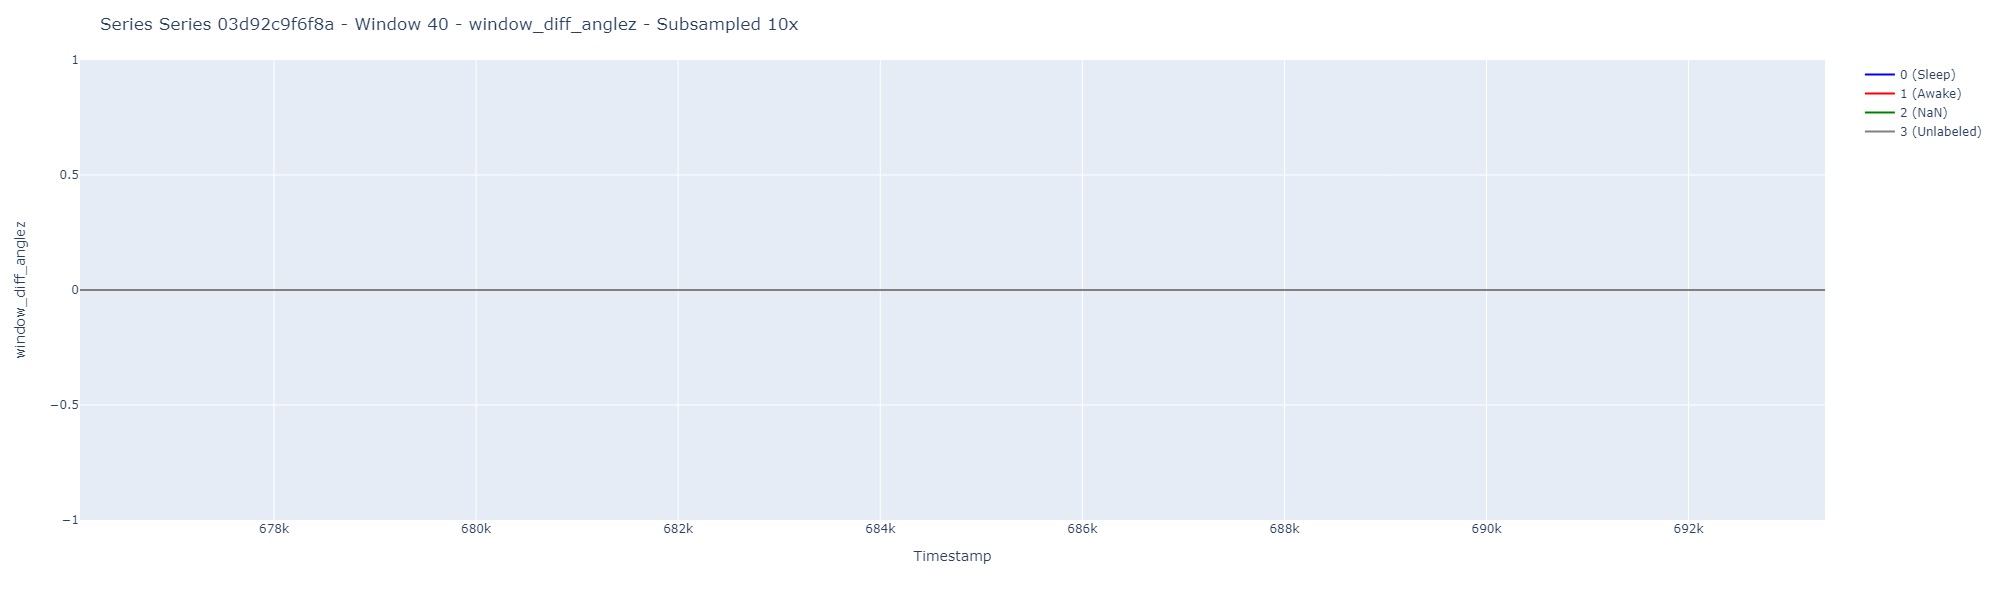 Series Series 03d92c9f6f8a - Window 40 - window_diff_anglez - Subsampled 10x
1
0.5
0
−0.5
−1
window_diff_anglez
678k
680k
682k
684k
686k
688k
690k
692k
Timestamp
0 (Sleep)
1 (Awake)
2 (NaN)
3 (Unlabeled)